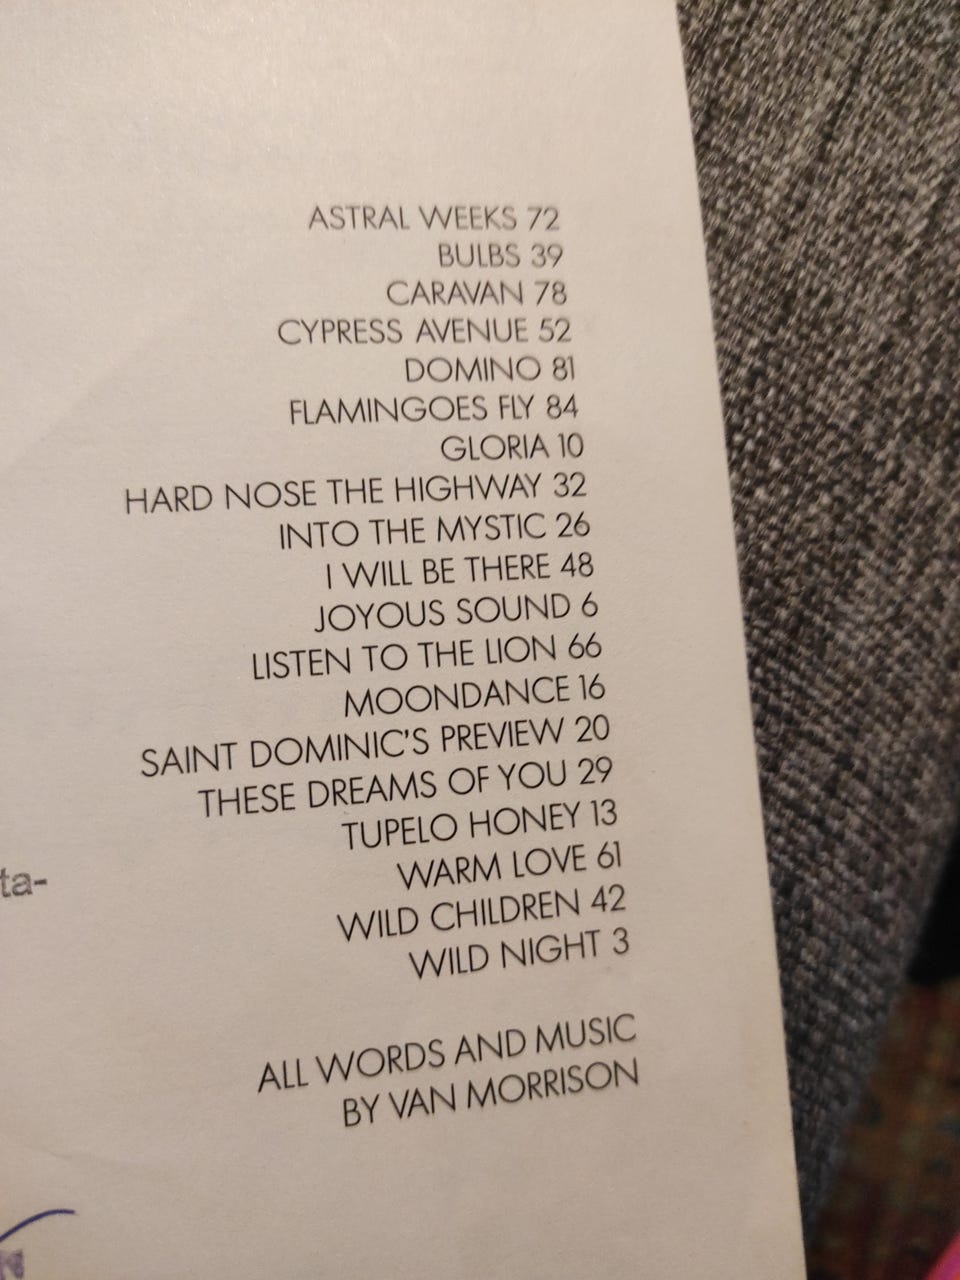 ASTRAL WEEKS 72
BULBS 39
CARAVAN 78
CYPRESS AVENUE 52
DOMINO 81
FLAMINGOES FLY 84
GLORIA 10
HARD NOSE THE HIGHWAY 32
INTO THE MYSTIC 26
I WILL BE THERE 48
JOYOUS SOUND 6
LISTEN TO THE LION 66
MOONDANCE 16
SAINT DOMINIC'S PREVIEW 20
THESE DREAMS OF YOU 29
TUPELO HONEY 13
WARM LOVE 61
ta-
WILD CHILDREN 42
WILD NIGHT 3
ALL WORDS AND MUSIC
BY VAN MORRISON